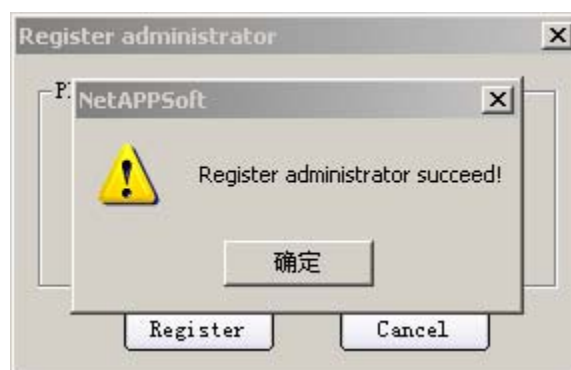 Register administrator
NetAPPSoft
Register administrator succeed!
确定
Register
Cancel